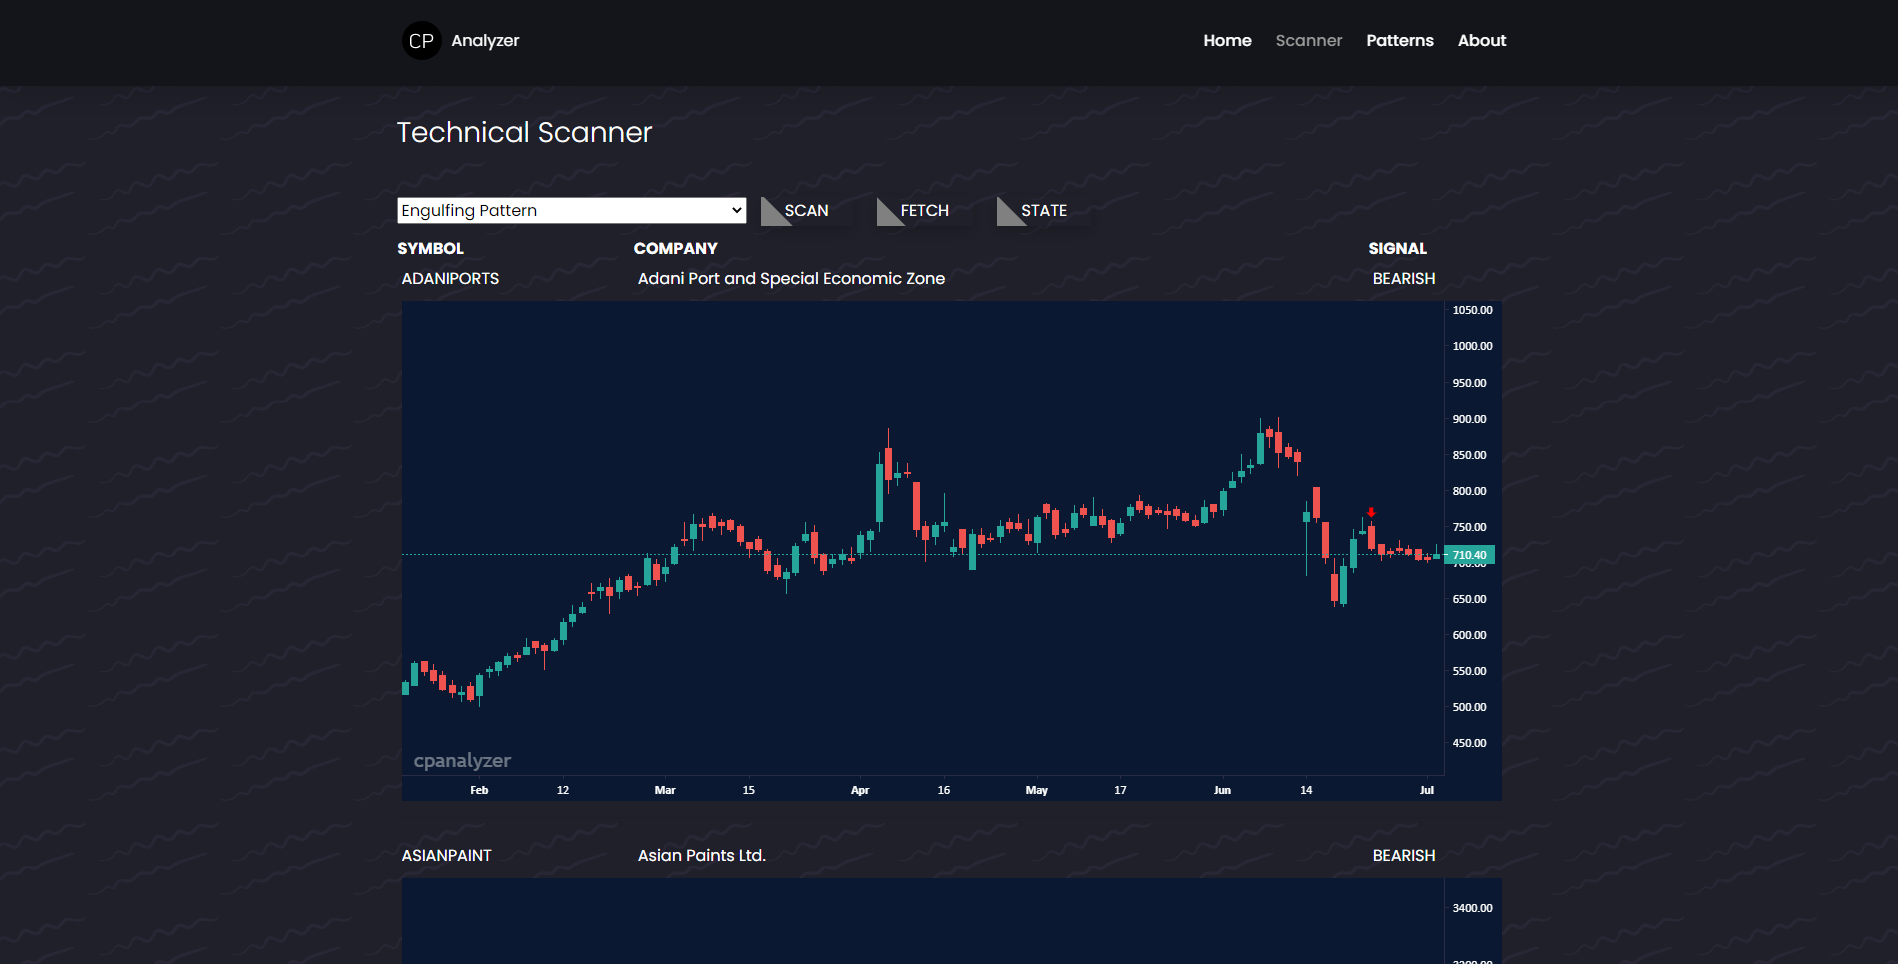 CP Analyzer Home Scanner Patterns About
Technical Scanner
Engulfing Pattern SCAN FETCH STATE
SYMBOL COMPANY SIGNAL
ADANIPORTS Adani Port and Special Economic Zone BEARISH
1050.00
1000.00
950.00
900.00
850.00
800.00
750.00
710.40
650.00
600.00
550.00
500.00
450.00
cpanalyzer
Feb 12 Mar 15 Apr 16 May 17 Jun 14 Jul
ASIANPAINT Asian Paints Ltd. BEARISH
3400.00